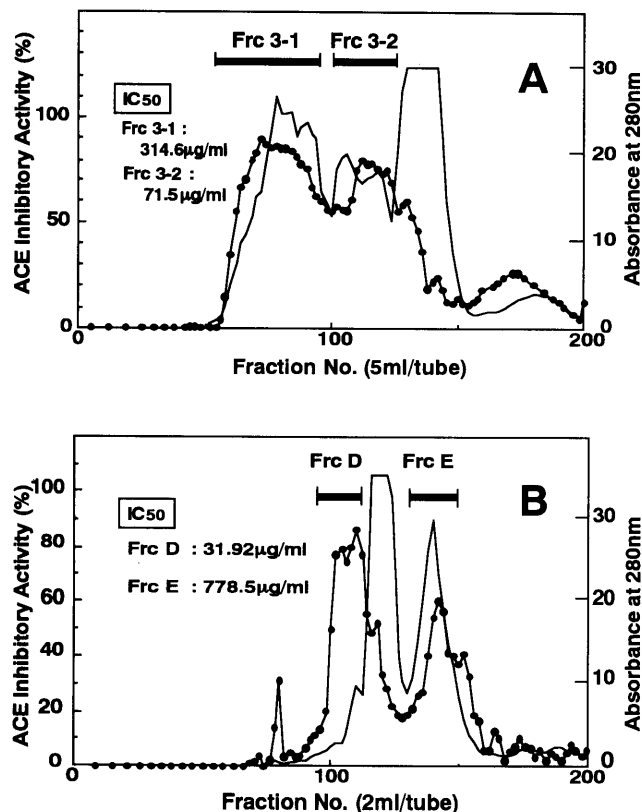 Frc 3-1 Frc 3-2
A
IC50
Frc 3-1 :
314.6µg/ml
Frc 3-2 :
71.5µg/ml
ACE Inhibitory Activity (%)
100
50
0
30
20
10
0
Absorbance at 280nm
0 100 200
Fraction No. (5ml/tube)
Frc D Frc E
B
IC50
Frc D : 31.92µg/ml
Frc E : 778.5µg/ml
ACE Inhibitory Activity (%)
100
80
60
40
20
0
30
20
10
0
Absorbance at 280nm
0 100 200
Fraction No. (2ml/tube)